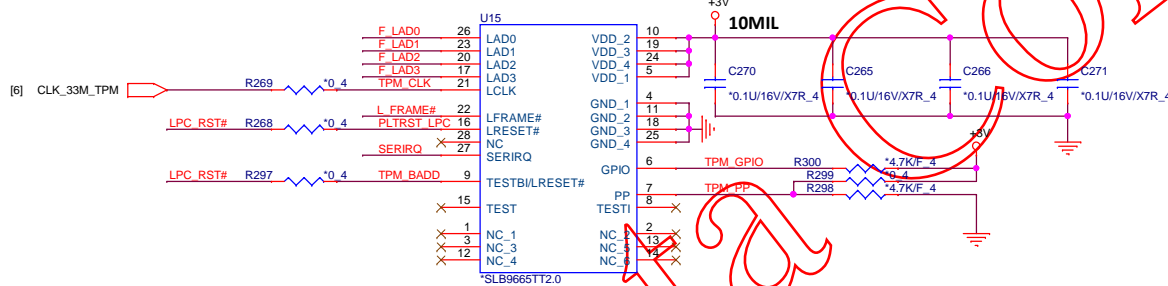 +3V
10MIL
U15
F_LAD0 26 LAD0 VDD_2 10
F_LAD1 23 LAD1 VDD_3 19
F_LAD2 20 LAD2 VDD_4 24
F_LAD3 17 LAD3 VDD_1 5
[6] CLK_33M_TPM R269 *0_4 TPM_CLK 21 LCLK
C270 C265 C266 C271
*0.1U/16V/X7R_4 *0.1U/16V/X7R_4 *0.1U/16V/X7R_4 *0.1U/16V/X7R_4
GND_1 4
L_FRAME# 22 LFRAME# GND_2 11
LPC_RST# R268 *0_4 PLTRST_LPC 16 LRESET# GND_3 18
28 NC GND_4 25
SERIRQ 27 SERIRQ
+3V
GPIO 6 TPM_GPIO R300 *4.7K/F_4
LPC_RST# R297 *0_4 TPM_BADD 9 TESTBI/LRESET#
R299 *0_4
PP 7 TPM_PP R298 *4.7K/F_4
15 TEST TESTI 8
1 NC_1 NC_2 2
3 NC_3 NC_5 13
12 NC_4 NC_6 14
*SLB9665TT2.0